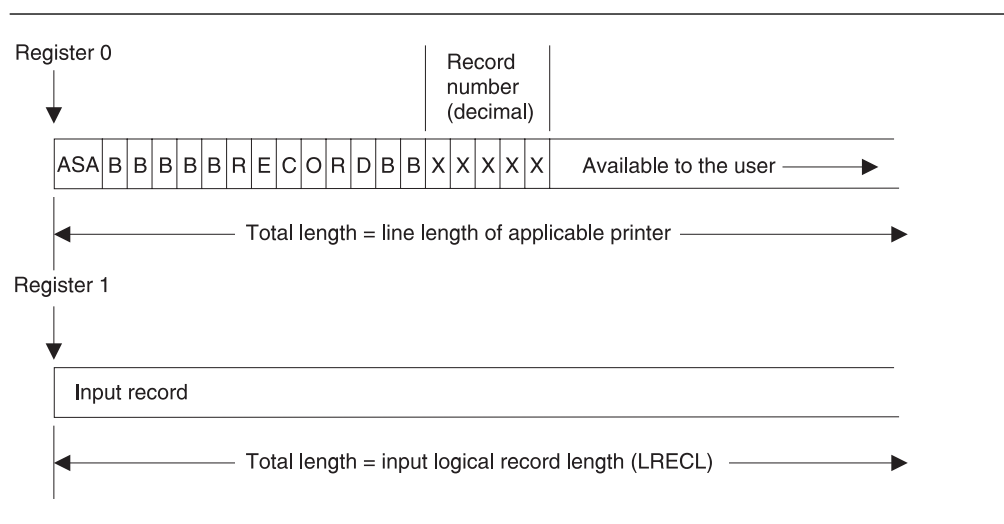 Register 0
Record
number
(decimal)
ASA B B B B B R E C O R D B B X X X X X Available to the user
Total length = line length of applicable printer
Register 1
Input record
Total length = input logical record length (LRECL)